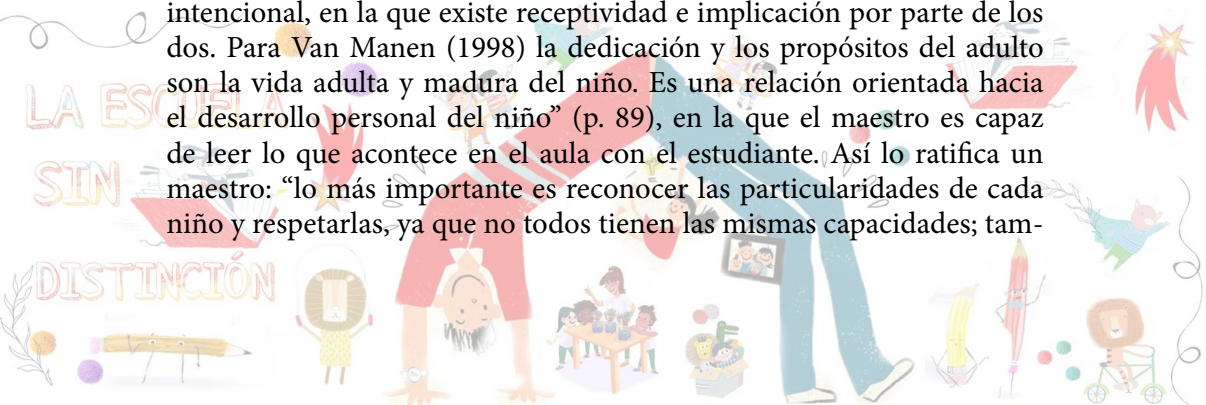 intencional, en la que existe receptividad e implicación por parte de los
dos. Para Van Manen (1998) la dedicación y los propósitos del adulto
son la vida adulta y madura del niño. Es una relación orientada hacia
el desarrollo personal del niño” (p. 89), en la que el maestro es capaz
de leer lo que acontece en el aula con el estudiante. Así lo ratifica un
maestro: “lo más importante es reconocer las particularidades de cada
niño y respetarlas, ya que no todos tienen las mismas capacidades; tam-
LA ESCUELA
SIN
DISTINCIÓN